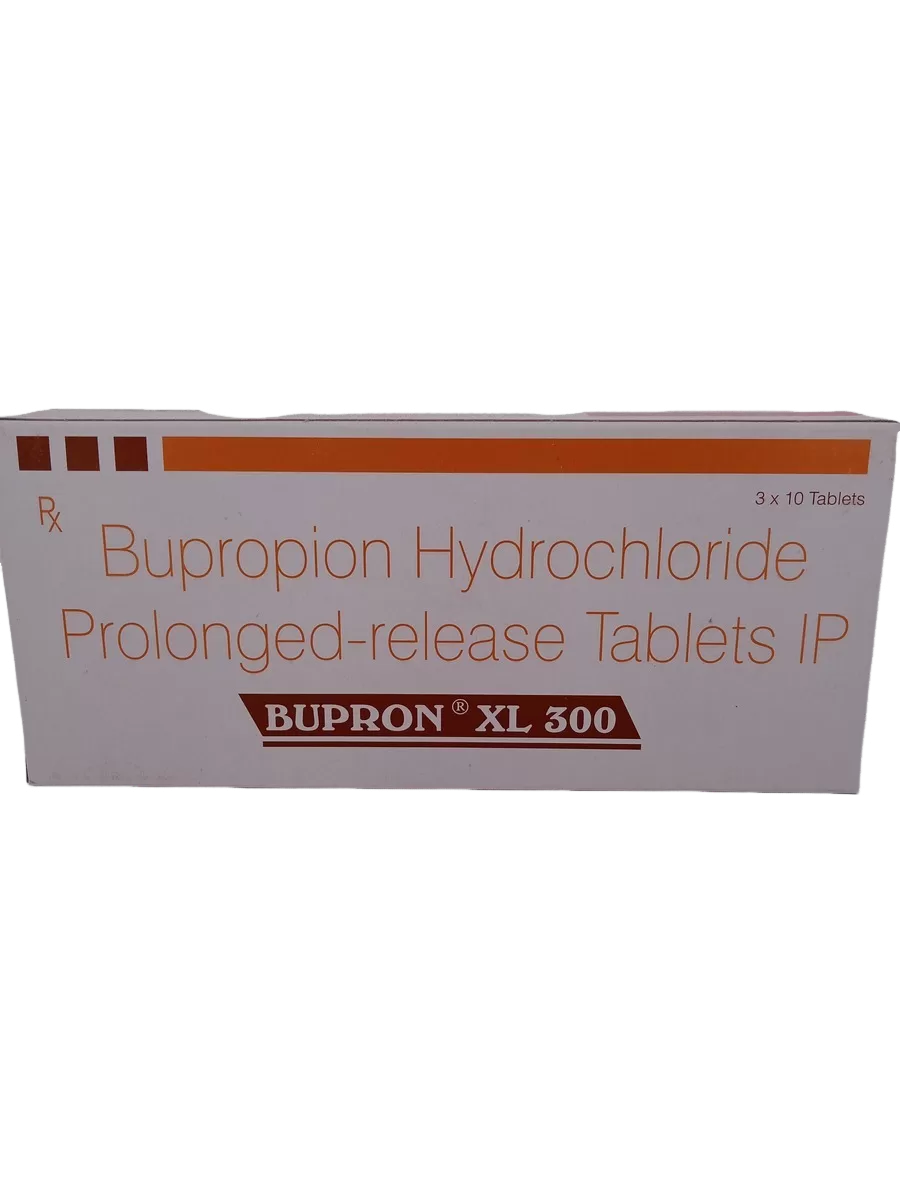 3 x 10 Tablets
Rx
Bupropion Hydrochloride
Prolonged-release Tablets IP
BUPRON® XL 300